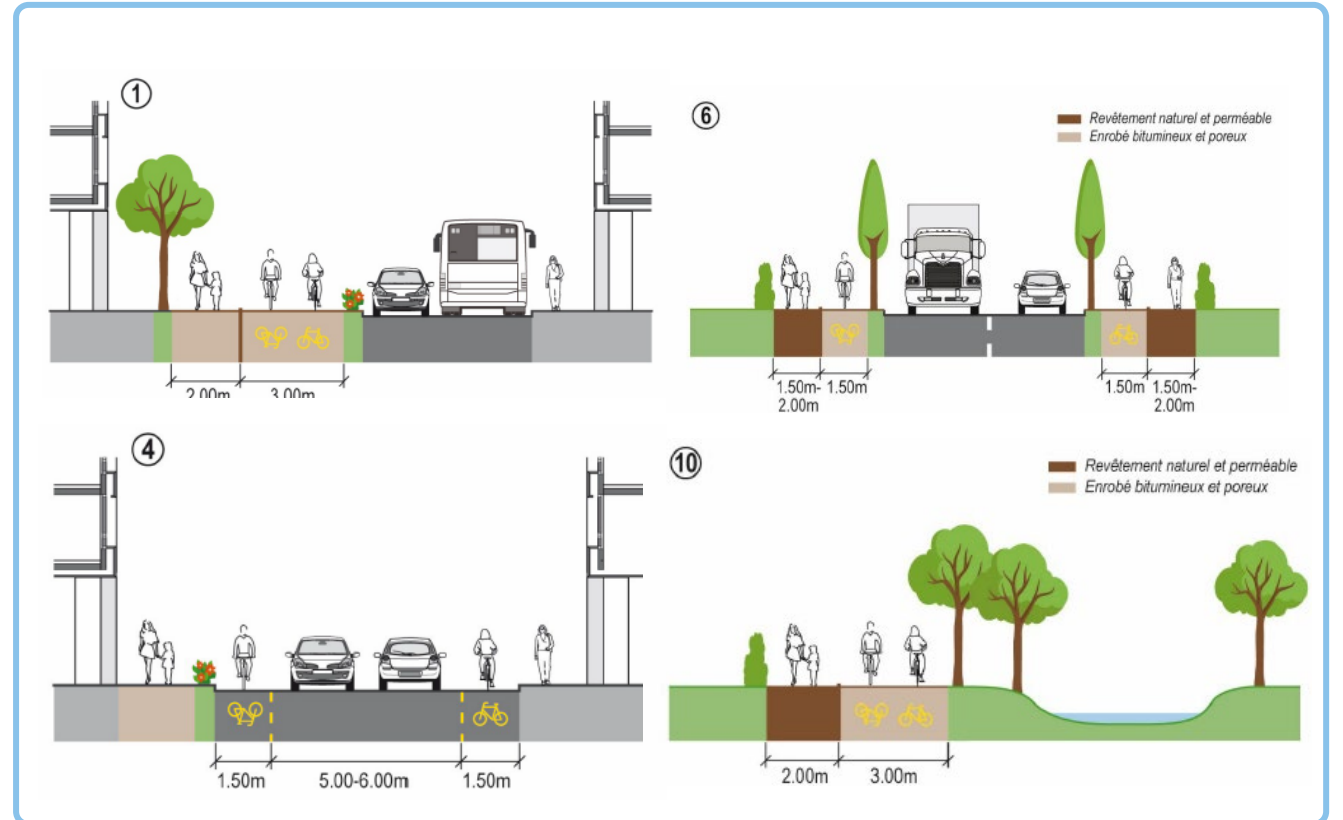 ①
2.00m 3.00m
⑥
Revêtement naturel et perméable
Enrobé bitumineux et poreux
1.50m-
2.00m
1.50m
1.50m
1.50m-
2.00m
④
1.50m 5.00-6.00m 1.50m
⑩
Revêtement naturel et perméable
Enrobé bitumineux et poreux
2.00m 3.00m